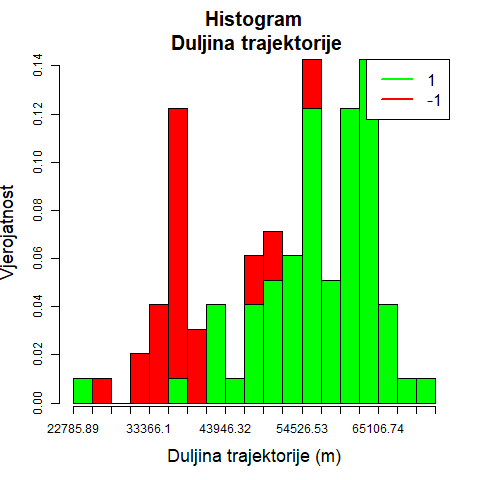 Histogram
Duljina trajektorije
1
-1
Vjerojatnost
0.14
0.12
0.10
0.08
0.06
0.04
0.02
0.00
22785.89 33366.1 43946.32 54526.53 65106.74
Duljina trajektorije (m)